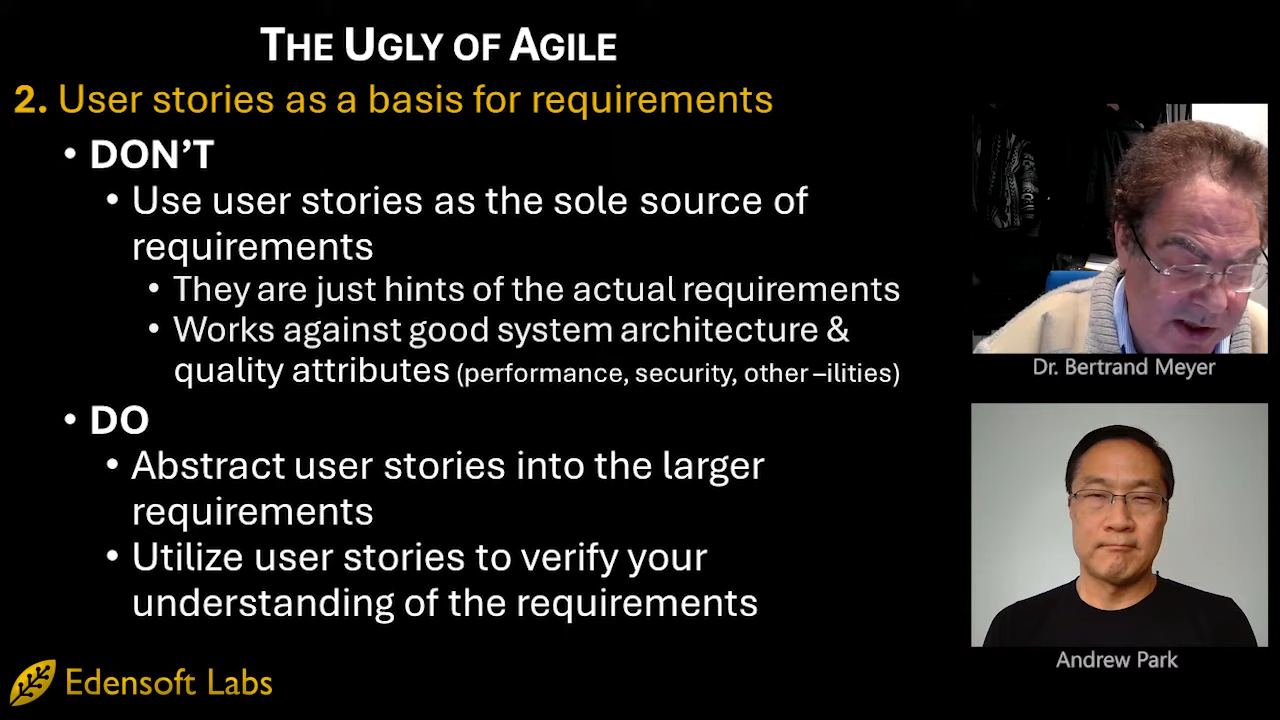 THE UGLY OF AGILE
2. User stories as a basis for requirements
• DON’T
• Use user stories as the sole source of
requirements
• They are just hints of the actual requirements
• Works against good system architecture &
quality attributes (performance, security, other –ilities)
• DO
• Abstract user stories into the larger
requirements
• Utilize user stories to verify your
understanding of the requirements
Edensoft Labs
Dr. Bertrand Meyer
Andrew Park